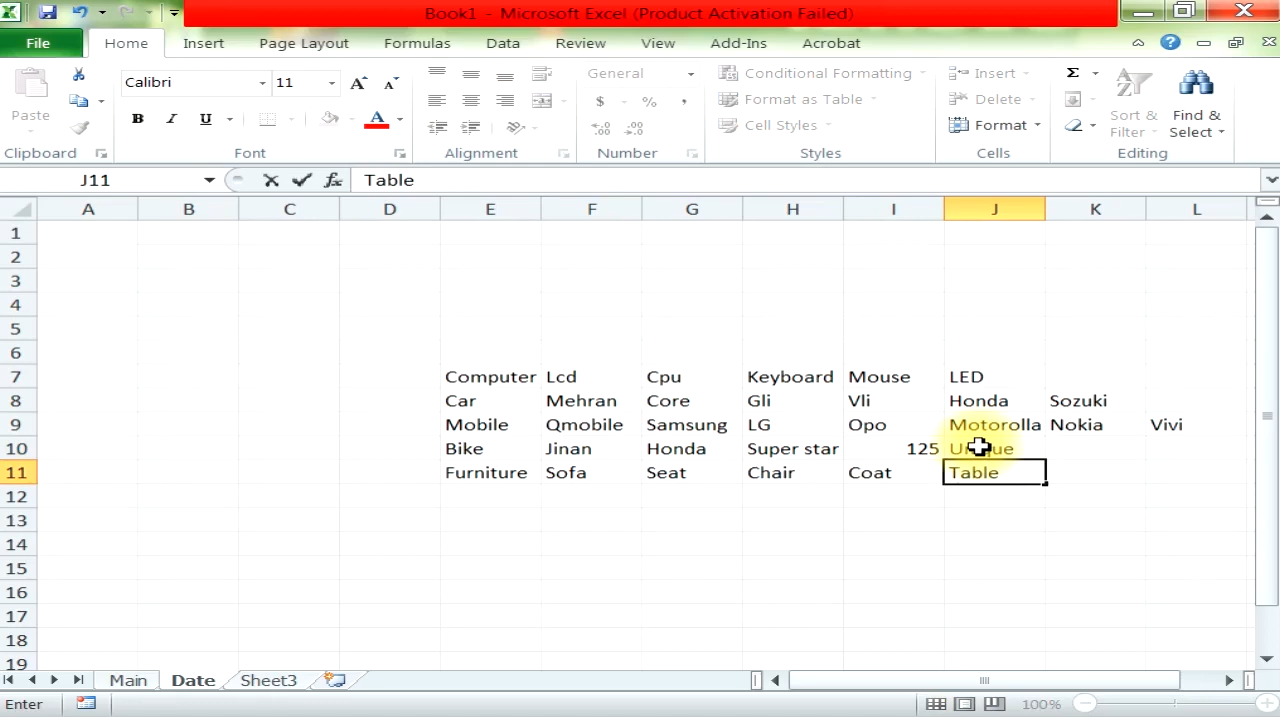 Book1 - Microsoft Excel (Product Activation Failed)
File Home Insert Page Layout Formulas Data Review View Add-Ins Acrobat
Paste
Calibri 11
B I U A
General
$ % ,
Conditional Formatting
Format as Table
Cell Styles
Insert
Delete
Format
Σ
Sort & Filter
Find & Select
Clipboard Font Alignment Number Styles Cells Editing
J11 fx Table
A B C D E F G H I J K L
1
2
3
4
5
6
7 Computer Lcd Cpu Keyboard Mouse LED
8 Car Mehran Core Gli Vli Honda Sozuki
9 Mobile Qmobile Samsung LG Opo Motorolla Nokia Vivi
10 Bike Jinan Honda Super star 125 Unique
11 Furniture Sofa Seat Chair Coat Table
12
13
14
15
16
17
18
19
Main Date Sheet3
Enter 100%